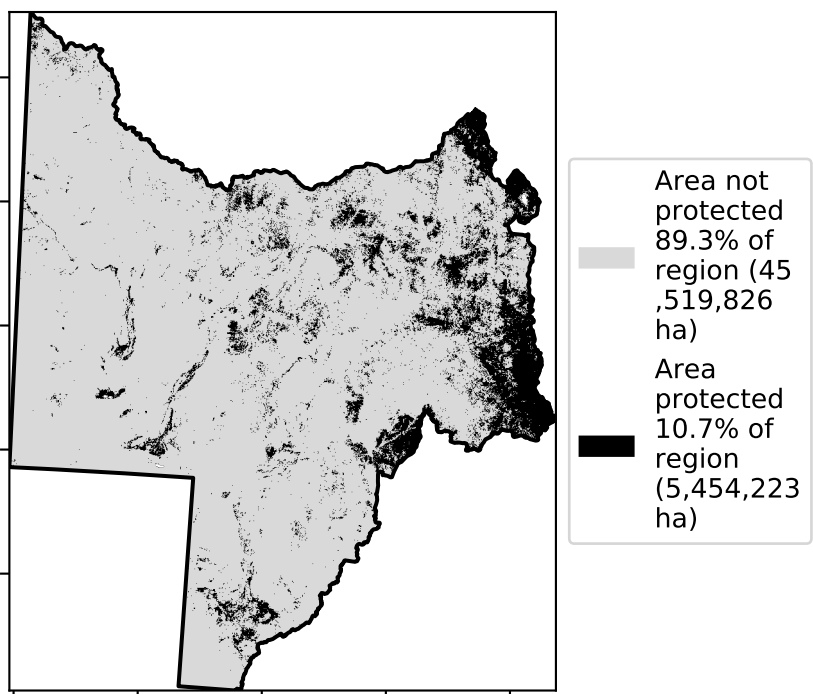 Area not
protected
89.3% of
region (45
,519,826
ha)
Area
protected
10.7% of
region
(5,454,223
ha)